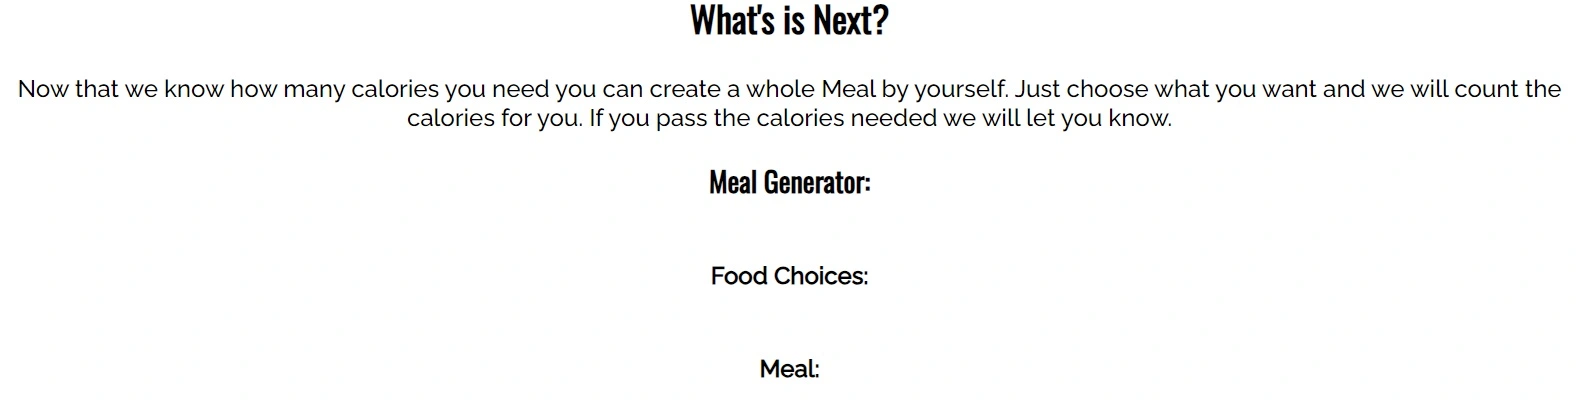 What's is Next?
Now that we know how many calories you need you can create a whole Meal by yourself. Just choose what you want and we will count the
calories for you. If you pass the calories needed we will let you know.
Meal Generator:
Food Choices:
Meal: